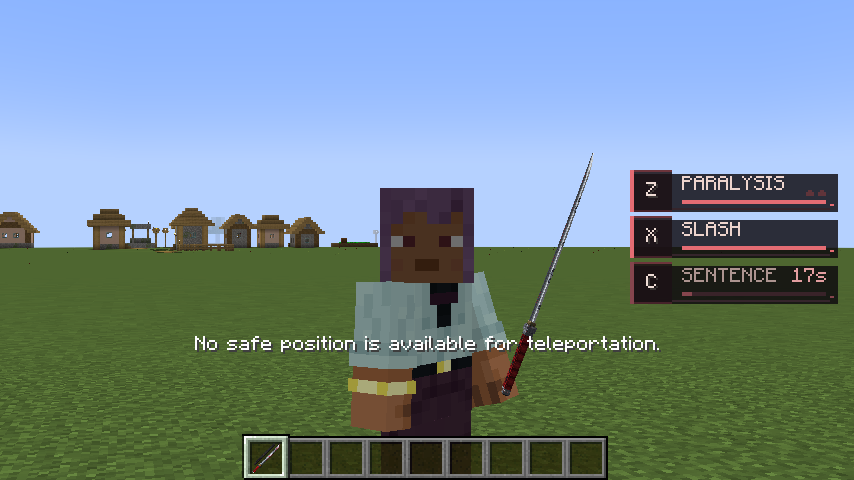 Z PARALYSIS
X SLASH
C SENTENCE 17s
No safe position is available for teleportation.